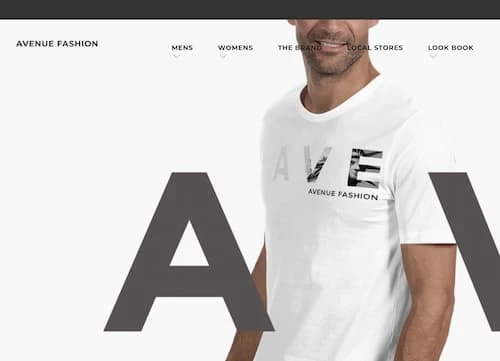 AVENUE FASHION
MENS
WOMENS
THE BRAND
LOCAL STORES
LOOK BOOK
AVE
AVENUE FASHION
A V